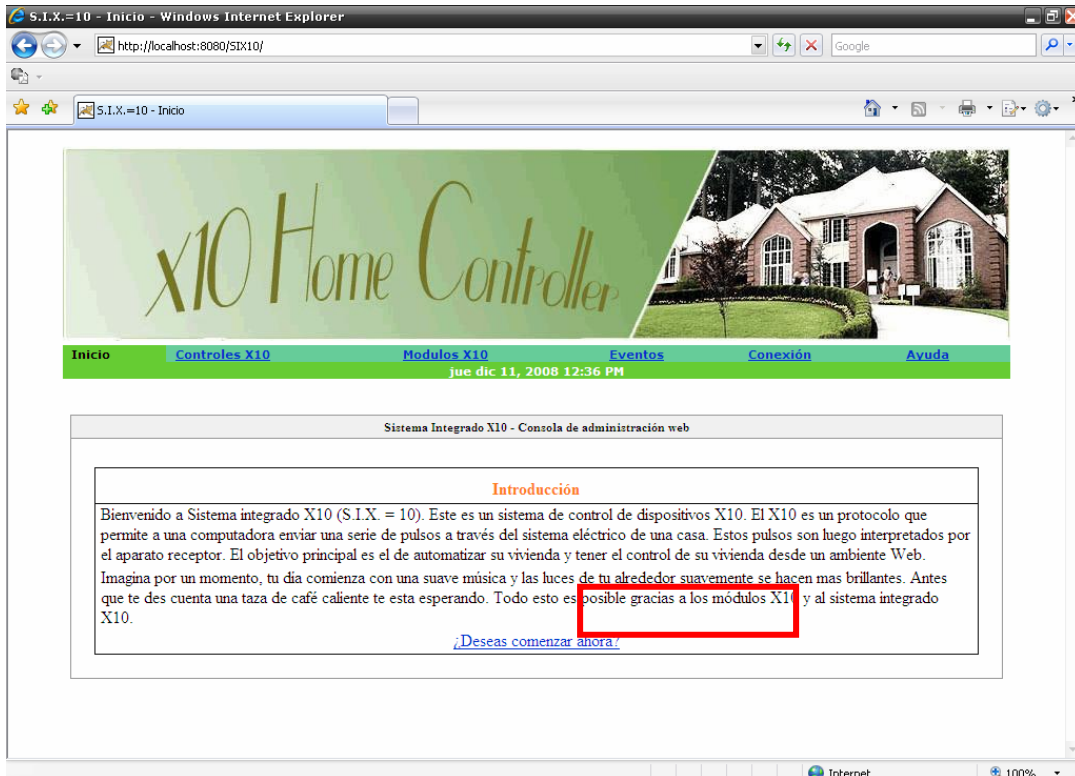 S.I.X.=10 - Inicio - Windows Internet Explorer
http://localhost:8080/SIX10/
Google
S.I.X.=10 - Inicio
X10 Home Controller
Inicio Controles X10 Modulos X10 Eventos Conexión Ayuda
jue dic 11, 2008 12:36 PM
Sistema Integrado X10 - Consola de administración web
Introducción
Bienvenido a Sistema integrado X10 (S.I.X. = 10). Este es un sistema de control de dispositivos X10. El X10 es un protocolo que
permite a una computadora enviar una serie de pulsos a través del sistema eléctrico de una casa. Estos pulsos son luego interpretados por
el aparato receptor. El objetivo principal es el de automatizar su vivienda y tener el control de su vivienda desde un ambiente Web.
Imagina por un momento, tu día comienza con una suave música y las luces de tu alrededor suavemente se hacen mas brillantes. Antes
que te des cuenta una taza de café caliente te esta esperando. Todo esto es posible gracias a los módulos X10 y al sistema integrado
X10.
¿Deseas comenzar ahora?
Internet 100%